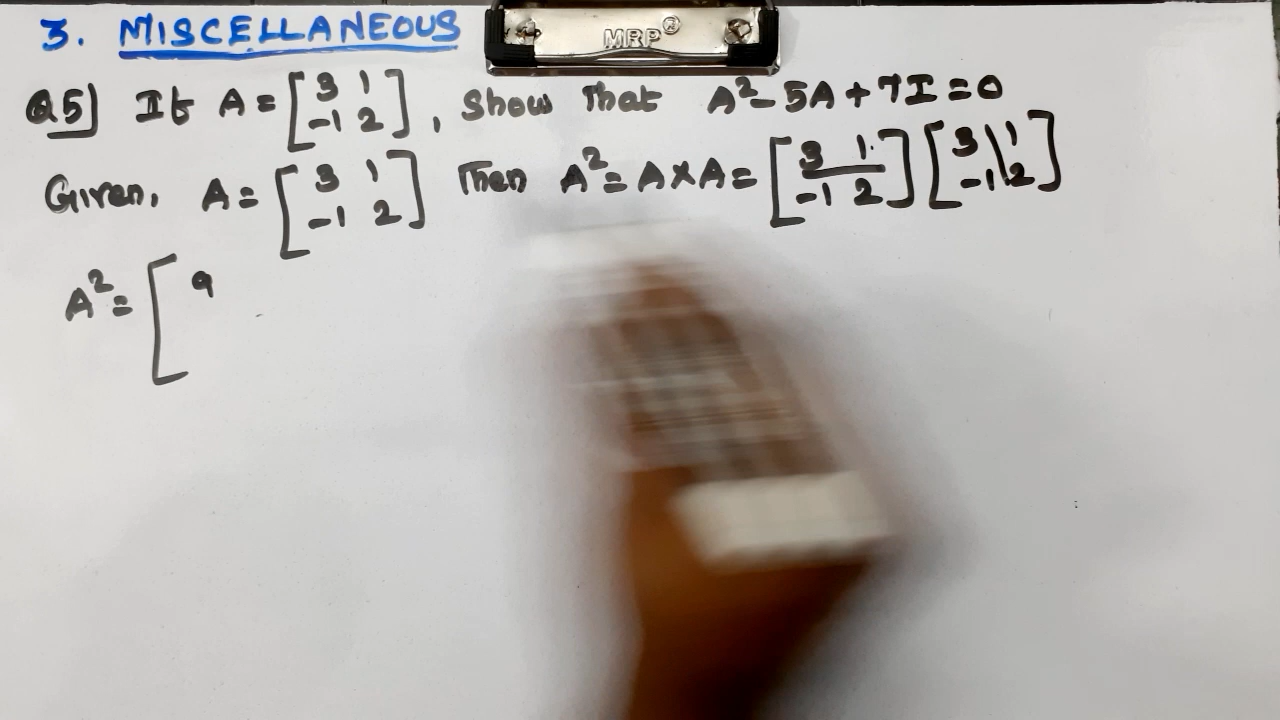 3. MISCELLANEOUS
MRP®
Q5] If A = [3 1 -1 2], Show That A² - 5A + 7I = 0
Given, A = [3 1 -1 2] Then A² = A×A = [3 1 -1 2] [3 1 -1 2]
A² = [ 9